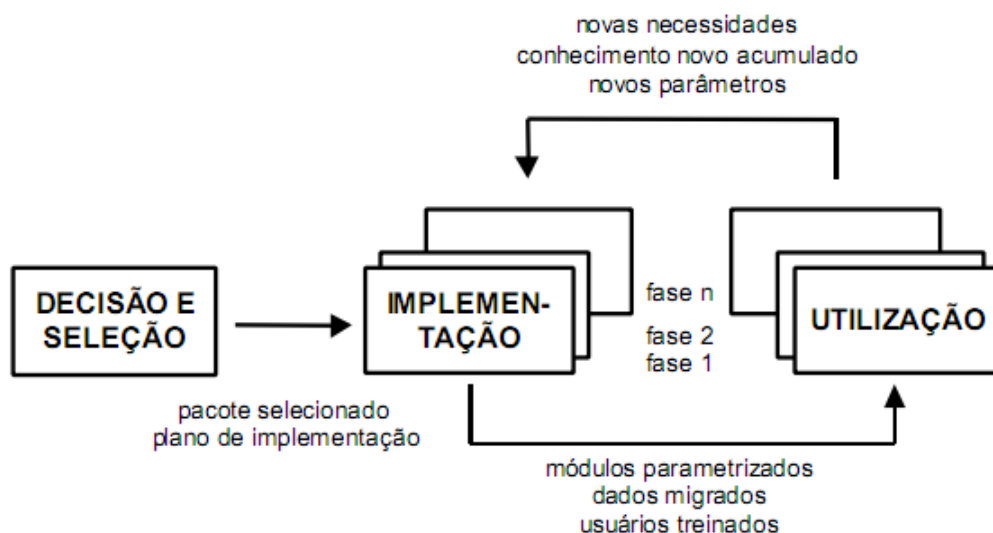 novas necessidades
conhecimento novo acumulado
novos parâmetros
DECISÃO E
SELEÇÃO
IMPLEMEN-
TAÇÃO
fase n
fase 2
fase 1
UTILIZAÇÃO
pacote selecionado
plano de implementação
módulos parametrizados
dados migrados
usuários treinados